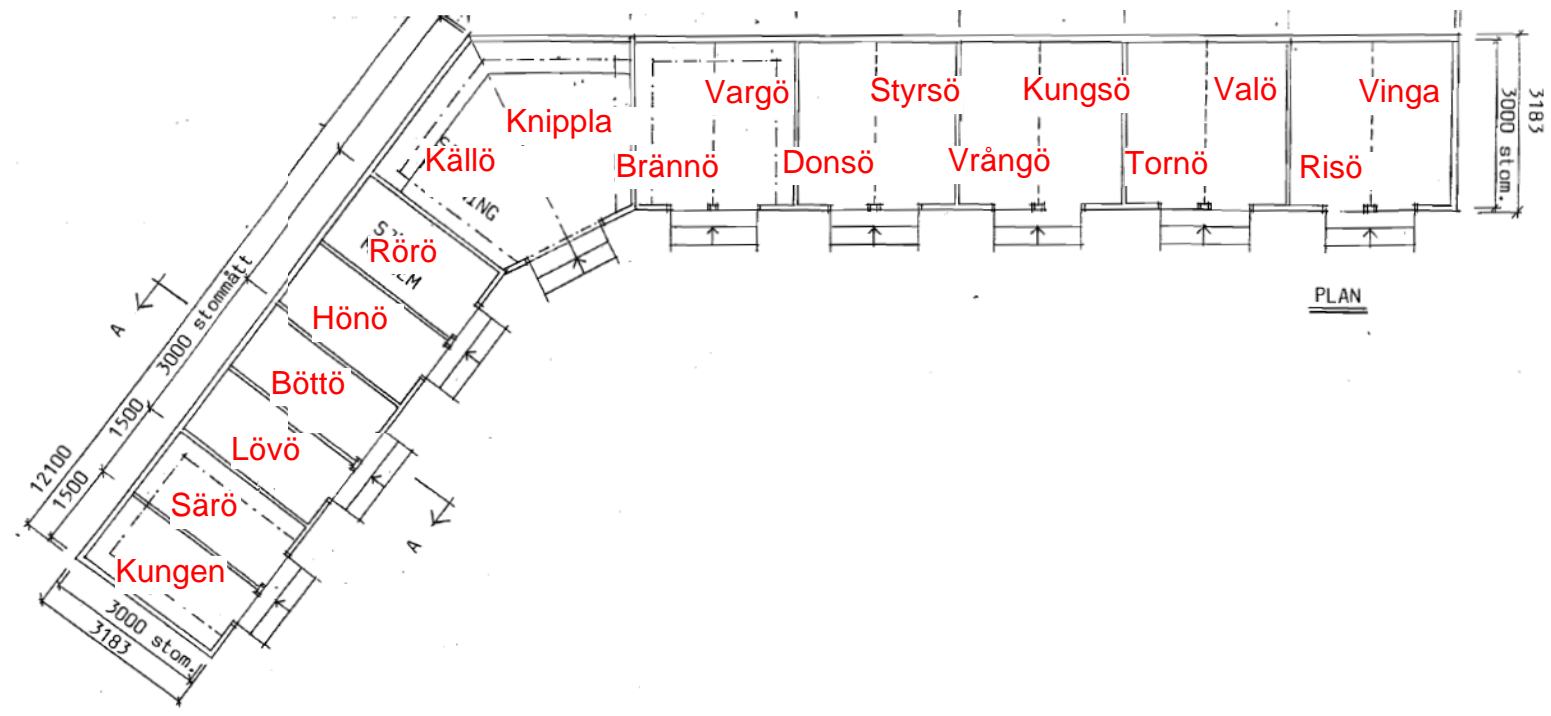 Vargö
Styrsö
Kungsö
Valö
Vinga
Knippla
Källö
Brännö
Donsö
Vrångö
Tornö
Risö
3000 stom.
3183
Rörö
Hönö
Böttö
Lövö
Särö
Kungen
PLAN
A
A
3000 stommått
1500
1500
12100
3000 stom.
3183